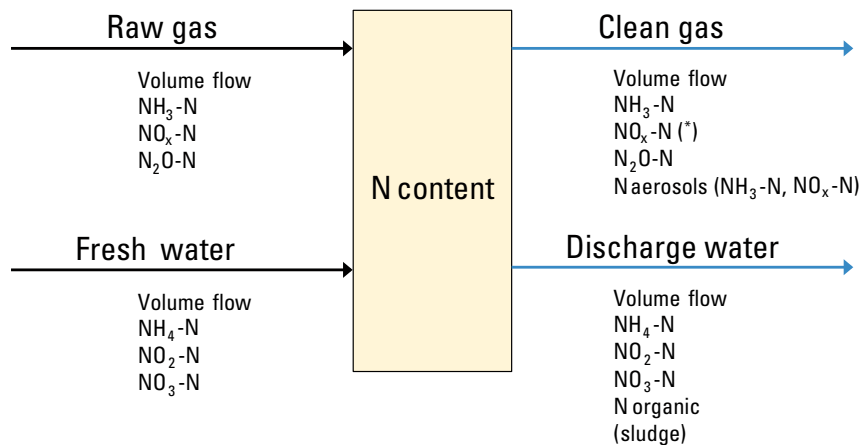 Raw gas
Volume flow
NH₃-N
NOₓ-N
N₂O-N
Fresh water
Volume flow
NH₄-N
NO₂-N
NO₃-N
N content
Clean gas
Volume flow
NH₃-N
NOₓ-N (*)
N₂O-N
N aerosols (NH₃-N, NOₓ-N)
Discharge water
Volume flow
NH₄-N
NO₂-N
NO₃-N
N organic
(sludge)